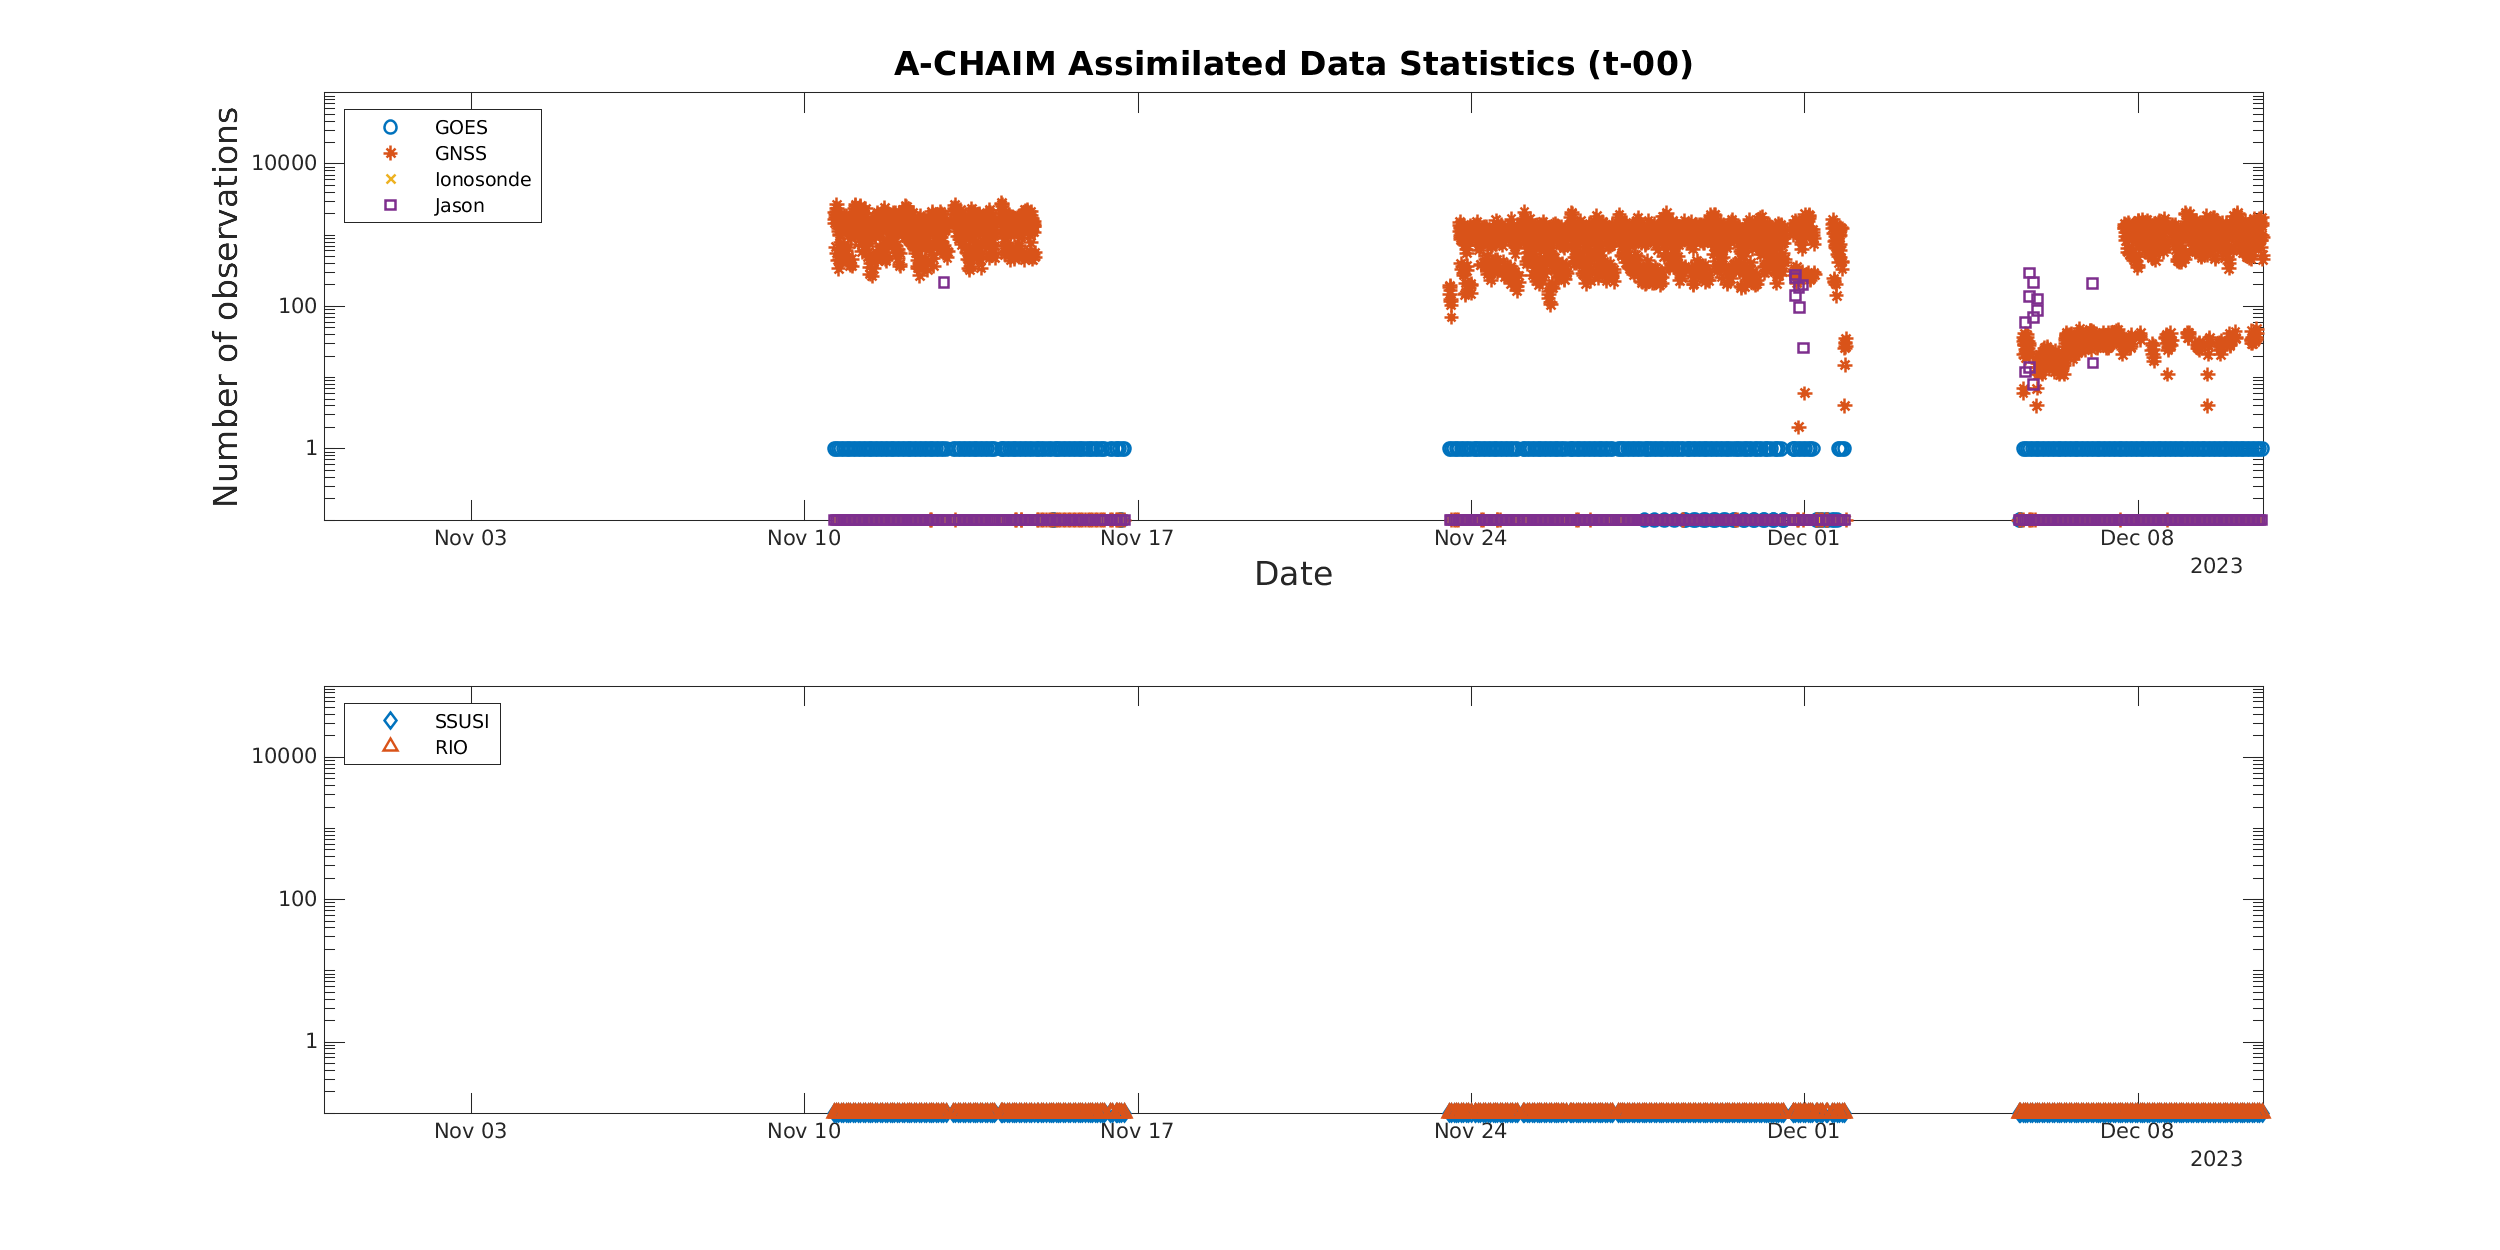 A-CHAIM Assimilated Data Statistics (t-00)
Number of observations
10000
100
1
GOES
GNSS
Ionosonde
Jason
Nov 03
Nov 10
Nov 17
Nov 24
Dec 01
Dec 08
2023
Date
10000
100
1
SSUSI
RIO
Nov 03
Nov 10
Nov 17
Nov 24
Dec 01
Dec 08
2023